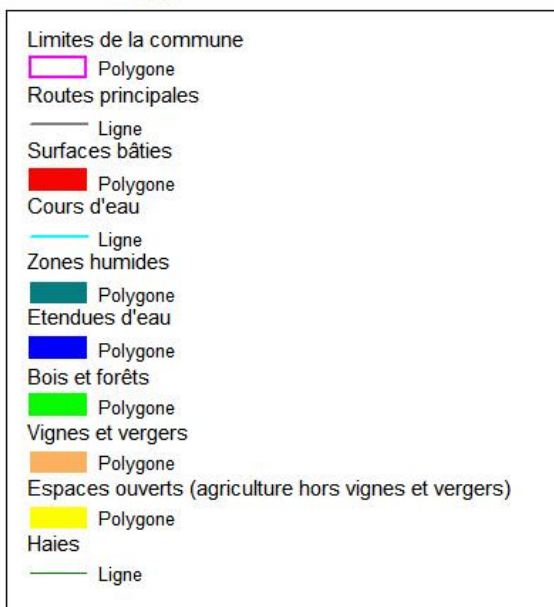 Limites de la commune
Polygone
Routes principales
Ligne
Surfaces bâties
Polygone
Cours d'eau
Ligne
Zones humides
Polygone
Etendues d'eau
Polygone
Bois et forêts
Polygone
Vignes et vergers
Polygone
Espaces ouverts (agriculture hors vignes et vergers)
Polygone
Haies
Ligne